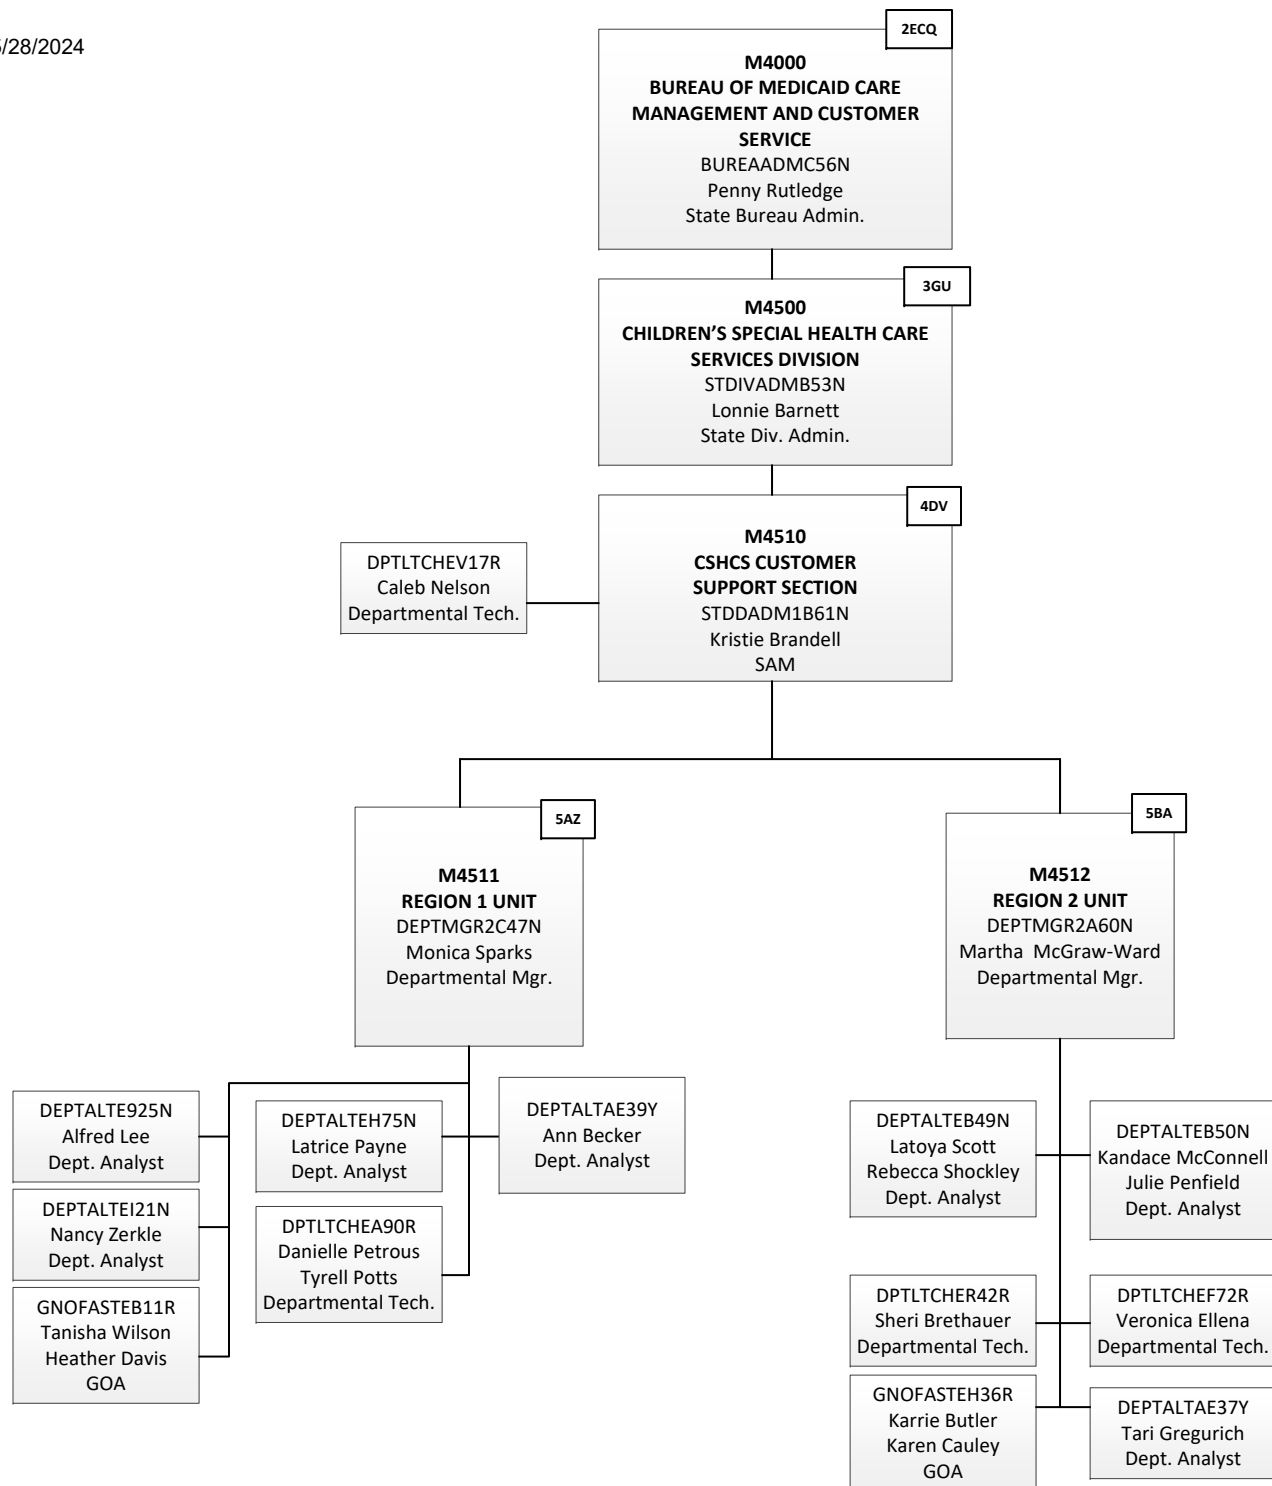 /28/2024
2ECQ
M4000
BUREAU OF MEDICAID CARE
MANAGEMENT AND CUSTOMER
SERVICE
BUREAADMC56N
Penny Rutledge
State Bureau Admin.
3GU
M4500
CHILDREN’S SPECIAL HEALTH CARE
SERVICES DIVISION
STDIVADMB53N
Lonnie Barnett
State Div. Admin.
4DV
M4510
CSHCS CUSTOMER
SUPPORT SECTION
STDDADM1B61N
Kristie Brandell
SAM
DPTLTCHEV17R
Caleb Nelson
Departmental Tech.
5AZ
M4511
REGION 1 UNIT
DEPTMGR2C47N
Monica Sparks
Departmental Mgr.
5BA
M4512
REGION 2 UNIT
DEPTMGR2A60N
Martha  McGraw-Ward
Departmental Mgr.
DEPTALTE925N
Alfred Lee
Dept. Analyst
DEPTALTEH75N
Latrice Payne
Dept. Analyst
DEPTALTAE39Y
Ann Becker
Dept. Analyst
DEPTALTEI21N
Nancy Zerkle
Dept. Analyst
DPTLTCHEA90R
Danielle Petrous
Tyrell Potts
Departmental Tech.
GNOFASTEB11R
Tanisha Wilson
Heather Davis
GOA
DEPTALTEB49N
Latoya Scott
Rebecca Shockley
Dept. Analyst
DEPTALTEB50N
Kandace McConnell
Julie Penfield
Dept. Analyst
DPTLTCHER42R
Sheri Brethauer
Departmental Tech.
DPTLTCHEF72R
Veronica Ellena
Departmental Tech.
GNOFASTEH36R
Karrie Butler
Karen Cauley
GOA
DEPTALTAE37Y
Tari Gregurich
Dept. Analyst